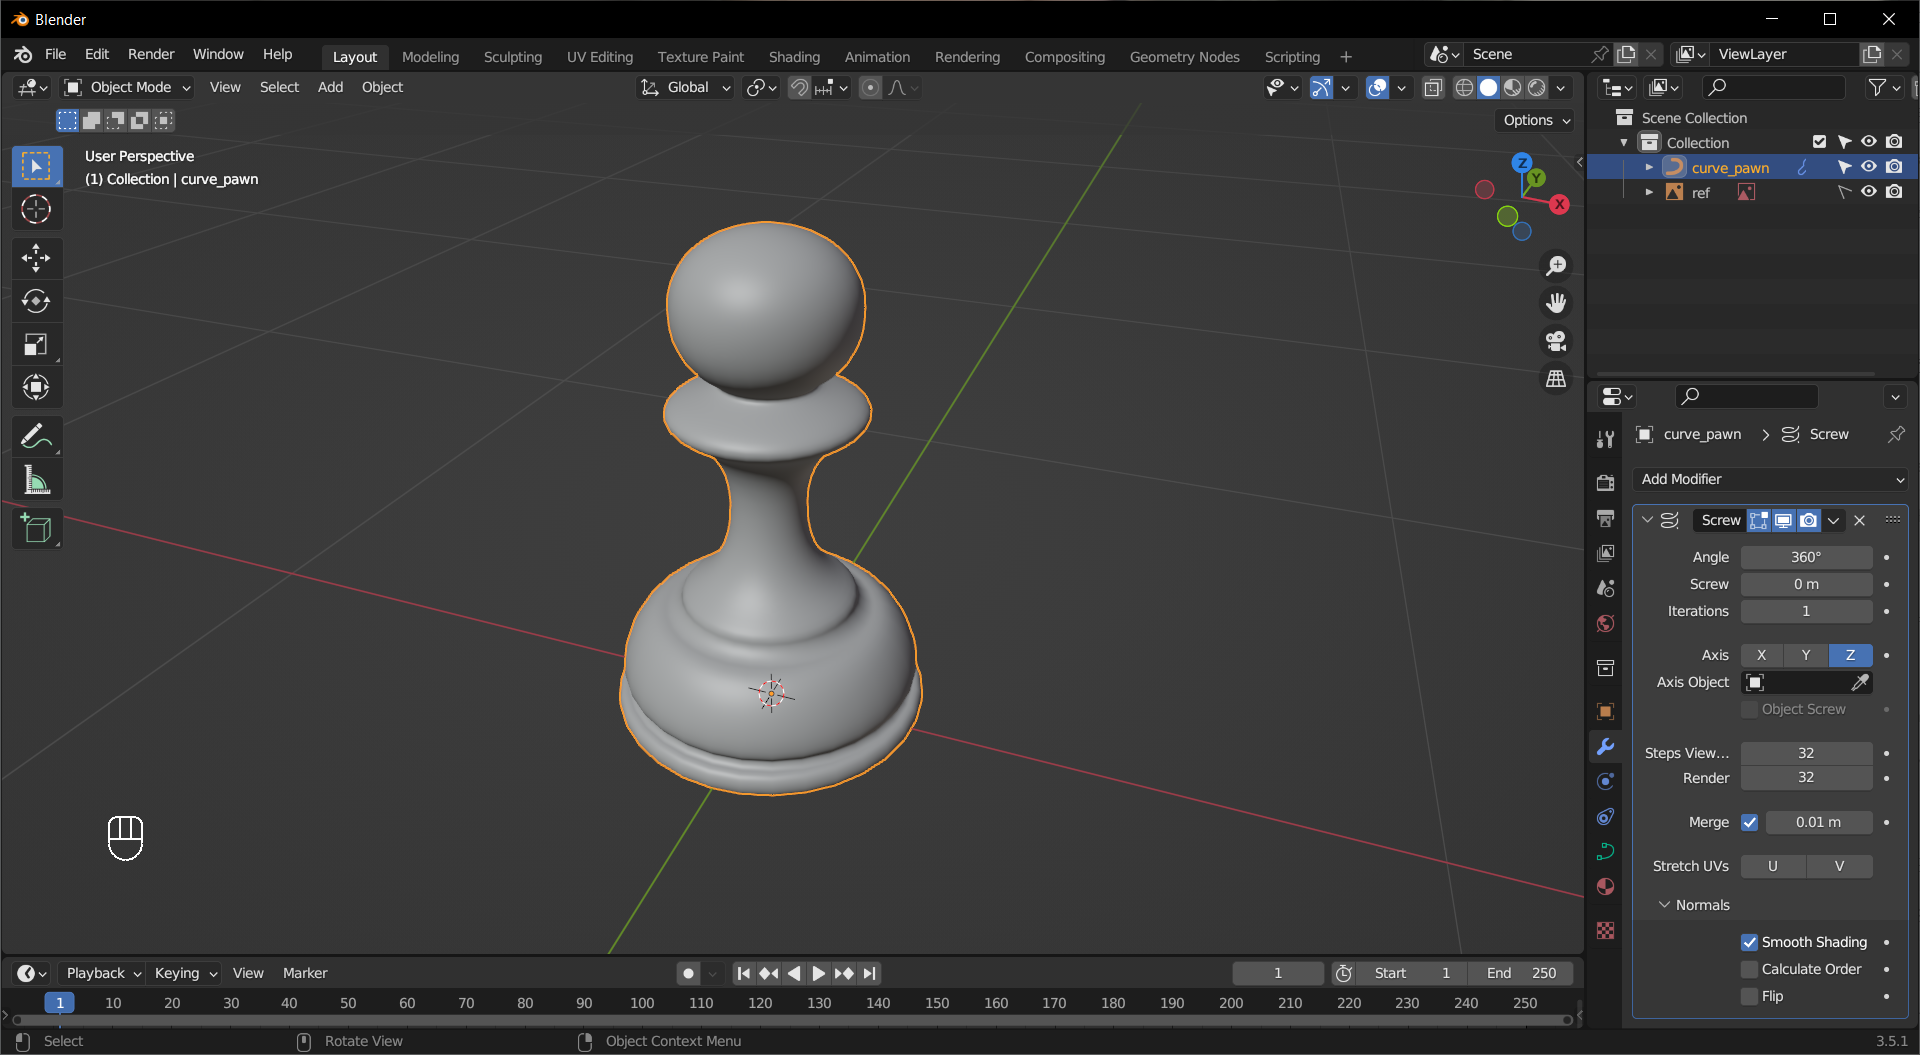 Blender
File Edit Render Window Help Layout Modeling Sculpting UV Editing Texture Paint Shading Animation Rendering Compositing Geometry Nodes Scripting + Scene ViewLayer
Object Mode View Select Add Object Global
Options
User Perspective
(1) Collection | curve_pawn
Z
Y
X
Scene Collection
Collection
curve_pawn
ref
curve_pawn > Screw
Add Modifier
Screw
Angle 360°
Screw 0 m
Iterations 1
Axis X Y Z
Axis Object
Object Screw
Steps View... 32
Render 32
Merge 0.01 m
Stretch UVs U V
Normals
Smooth Shading
Calculate Order
Flip
Playback Keying View Marker 1 Start 1 End 250
1 10 20 30 40 50 60 70 80 90 100 110 120 130 140 150 160 170 180 190 200 210 220 230 240 250
Select Rotate View Object Context Menu 3.5.1